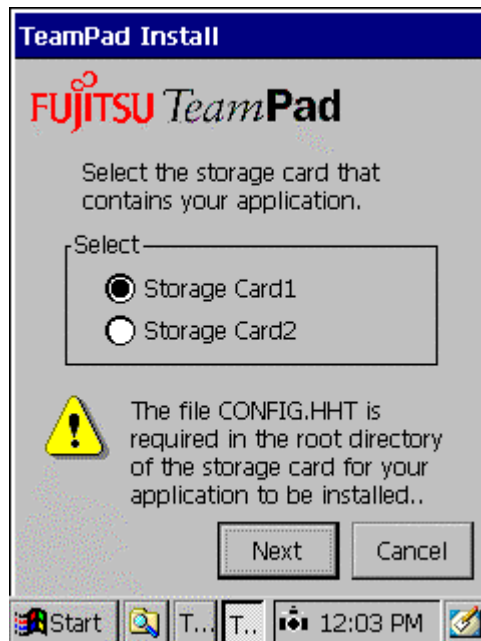 TeamPad Install
FUJITSU TeamPad
Select the storage card that
contains your application.
Select
Storage Card1
Storage Card2
The file CONFIG.HHT is
required in the root directory
of the storage card for your
application to be installed..
Next Cancel
Start T... T.. 12:03 PM